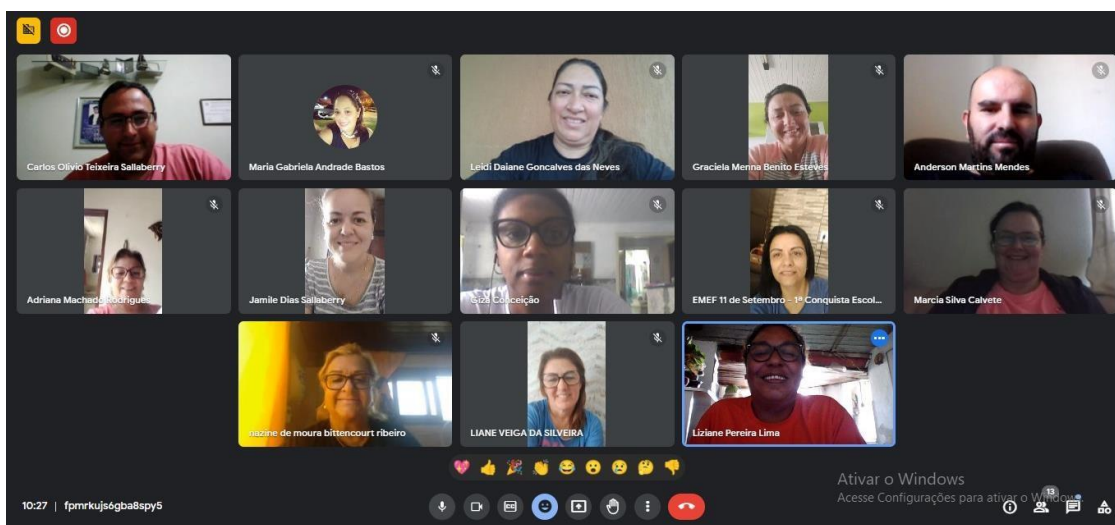 Carlos Olivio Teixeira Sallaberry
Maria Gabriela Andrade Bastos
Leidi Daiane Goncalves das Neves
Graciela Menna Benito Esteves
Anderson Martins Mendes
Adriana Machado Rodrigue
Jamile Dias Sallaberry
Giza Conceição
EMEF 11 de Setembro - 1ª Conquista Escol...
Marcia Silva Calvete
nazine de moura bittencourt ribeiro
LIANE VEIGA DA SILVEIRA
Liziane Pereira Lima
Ativar o Windows
Acesse Configurações para ativar o Windows.
10:27 | fpmrkujs6gba8spy5
13